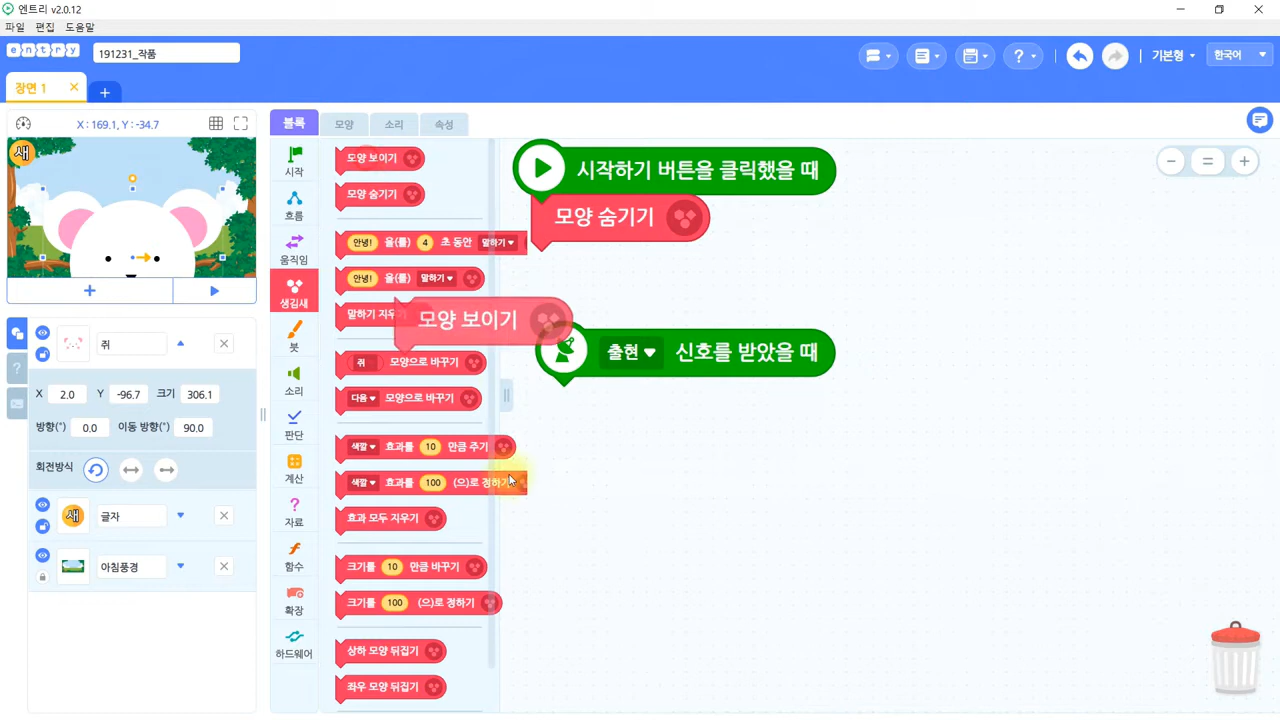 엔트리 v2.0.12
파일 편집 도움말
entry
191231_작품
기본형
한국어
장면 1
X : 169.1, Y : -34.7
블록
모양
소리
속성
새
시작
흐름
움직임
생김새
붓
소리
판단
계산
자료
함수
확장
하드웨어
모양 보이기
모양 숨기기
안녕! 을(를) 4 초 동안 말하기
안녕! 을(를) 말하기
말하기 지우기
쥐 모양으로 바꾸기
다음 모양으로 바꾸기
색깔 효과를 10 만큼 주기
색깔 효과를 100 (으)로 정하기
효과 모두 지우기
크기를 10 만큼 바꾸기
크기를 100 (으)로 정하기
상하 모양 뒤집기
좌우 모양 뒤집기
시작하기 버튼을 클릭했을 때
모양 숨기기
모양 보이기
출현 신호를 받았을 때
쥐
X 2.0 Y -96.7 크기 306.1
방향(°) 0.0 이동 방향(°) 90.0
회전방식
새 글자
아침풍경